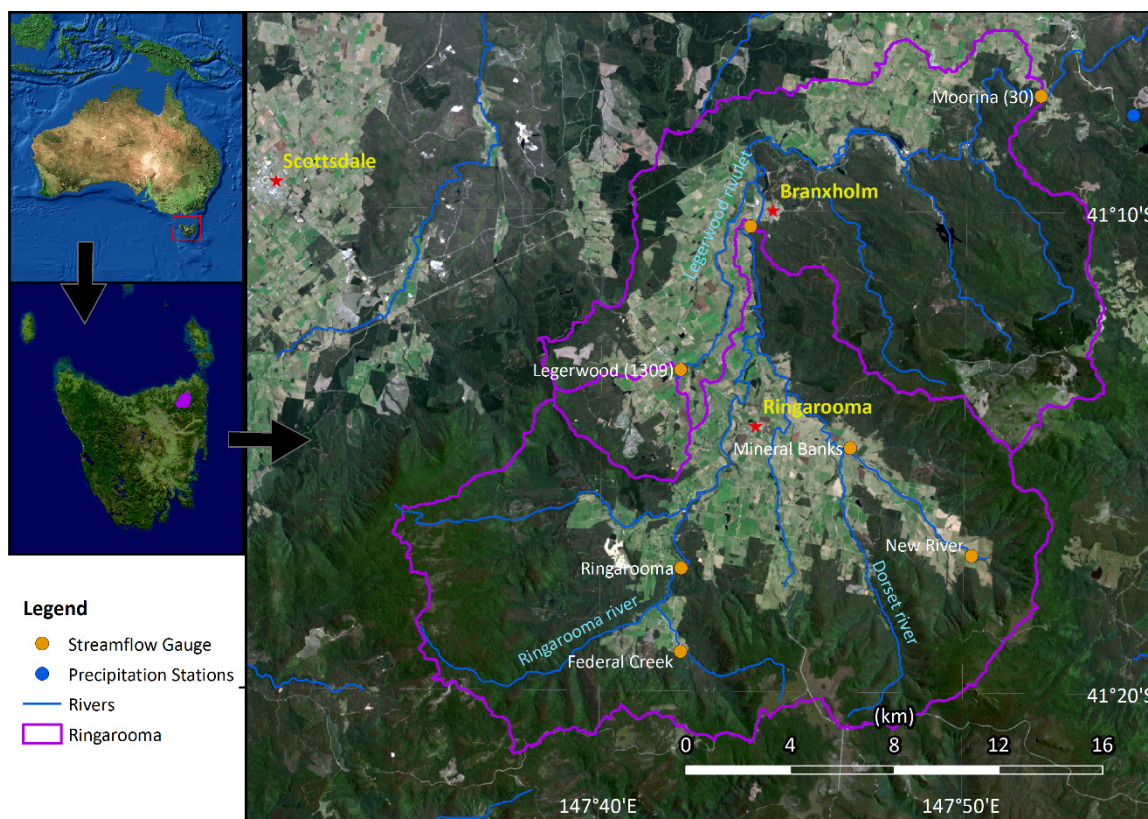 Scottsdale
Moorina (30)
Branxholm
41°10'S
Legerwood rivulet
Legerwood (1309)
Ringarooma
Mineral Banks
New River
Ringarooma
Dorset river
Ringarooma river
Federal Creek
41°20'S
(km)
0 4 8 12 16
147°40'E 147°50'E
Legend
Streamflow Gauge
Precipitation Stations
Rivers
Ringarooma